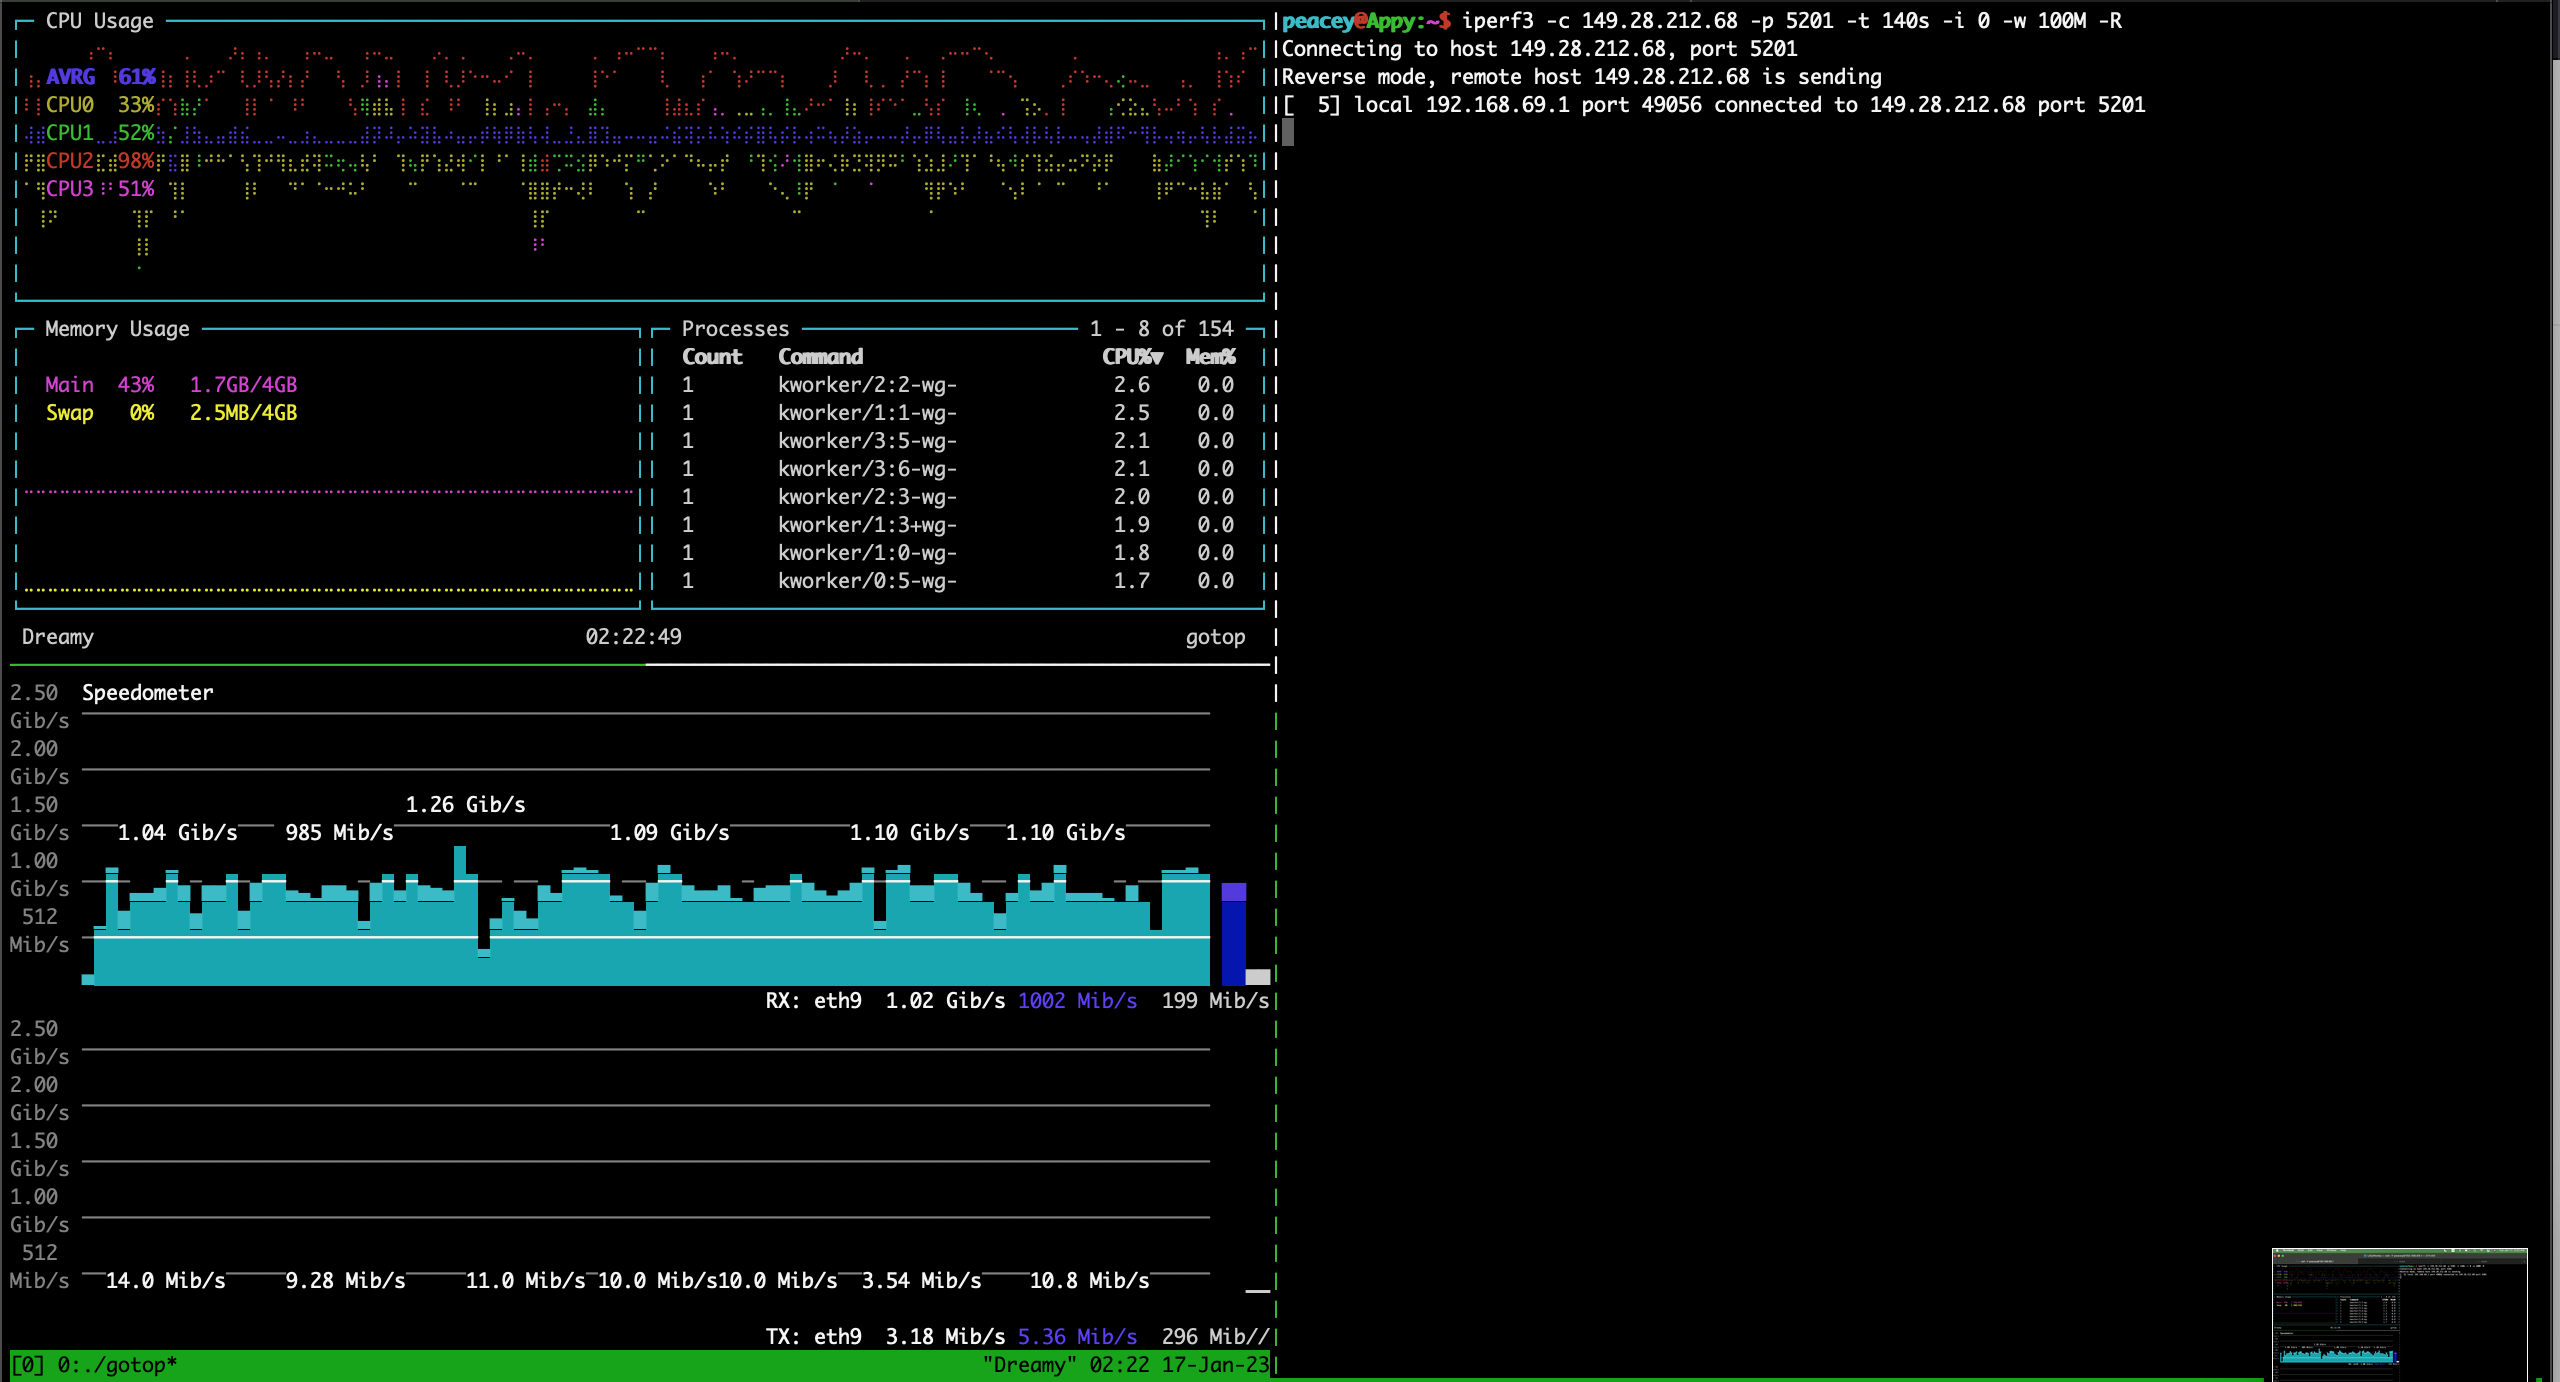 CPU Usage
AVRG 61%
CPU0 33%
CPU1 52%
CPU2 98%
CPU3 51%
Memory Usage
Main 43% 1.7GB/4GB
Swap 0% 2.5MB/4GB
Processes 1 - 8 of 154
Count Command CPU%▼ Mem%
1 kworker/2:2-wg- 2.6 0.0
1 kworker/1:1-wg- 2.5 0.0
1 kworker/3:5-wg- 2.1 0.0
1 kworker/3:6-wg- 2.1 0.0
1 kworker/2:3-wg- 2.0 0.0
1 kworker/1:3+wg- 1.9 0.0
1 kworker/1:0-wg- 1.8 0.0
1 kworker/0:5-wg- 1.7 0.0
Dreamy 02:22:49 gotop
2.50 Speedometer
Gib/s
2.00
Gib/s
1.50 1.26 Gib/s
Gib/s 1.04 Gib/s 985 Mib/s 1.09 Gib/s 1.10 Gib/s 1.10 Gib/s
1.00
Gib/s
512
Mib/s
RX: eth9 1.02 Gib/s 1002 Mib/s 199 Mib/s
2.50
Gib/s
2.00
Gib/s
1.50
Gib/s
1.00
Gib/s
512
Mib/s 14.0 Mib/s 9.28 Mib/s 11.0 Mib/s 10.0 Mib/s10.0 Mib/s 3.54 Mib/s 10.8 Mib/s
TX: eth9 3.18 Mib/s 5.36 Mib/s 296 Mib//
[0] 0:./gotop* "Dreamy" 02:22 17-Jan-23
peacey@Appy:~$ iperf3 -c 149.28.212.68 -p 5201 -t 140s -i 0 -w 100M -R
Connecting to host 149.28.212.68, port 5201
Reverse mode, remote host 149.28.212.68 is sending
[  5] local 192.168.69.1 port 49056 connected to 149.28.212.68 port 5201